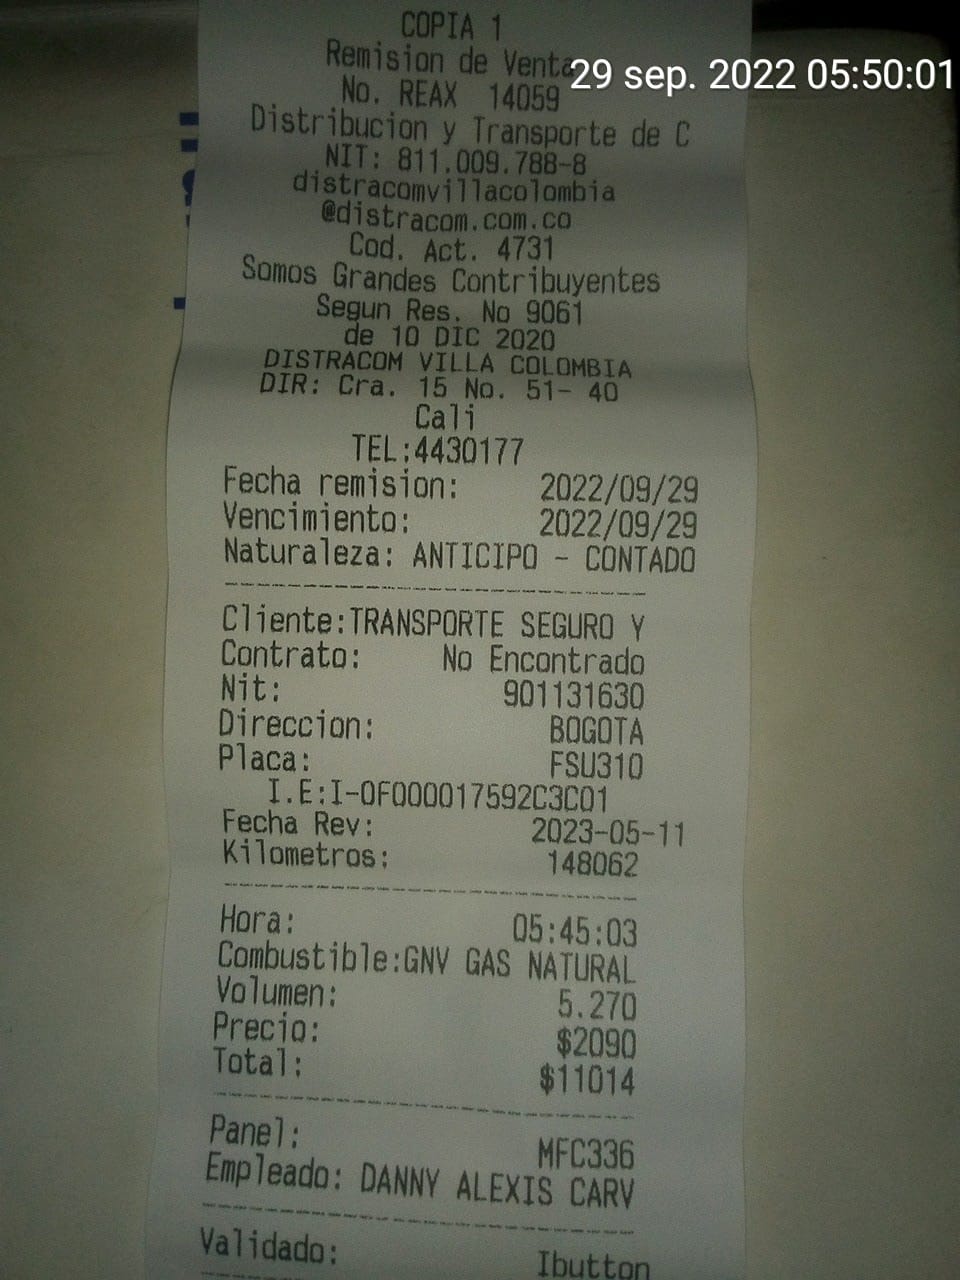 COPIA 1
Remision de Venta
29 sep. 2022 05:50:01
No. REAX 14059
Distribucion y Transporte de C
NIT: 811.009.788-8
distracomvillacolombia
@distracom.com.co
Cod. Act. 4731
Somos Grandes Contribuyentes
Segun Res. No 9061
de 10 DIC 2020
DISTRACOM VILLA COLOMBIA
DIR: Cra. 15 No. 51- 40
Cali
TEL:4430177
Fecha remision: 2022/09/29
Vencimiento: 2022/09/29
Naturaleza: ANTICIPO - CONTADO
Cliente:TRANSPORTE SEGURO Y
Contrato: No Encontrado
Nit: 901131630
Direccion: BOGOTA
Placa: FSU310
I.E:I-0F000017592C3C01
Fecha Rev: 2023-05-11
Kilometros: 148062
Hora: 05:45:03
Combustible:GNV GAS NATURAL
Volumen: 5.270
Precio: $2090
Total: $11014
Panel: MFC336
Empleado: DANNY ALEXIS CARV
Validado: Ibutton